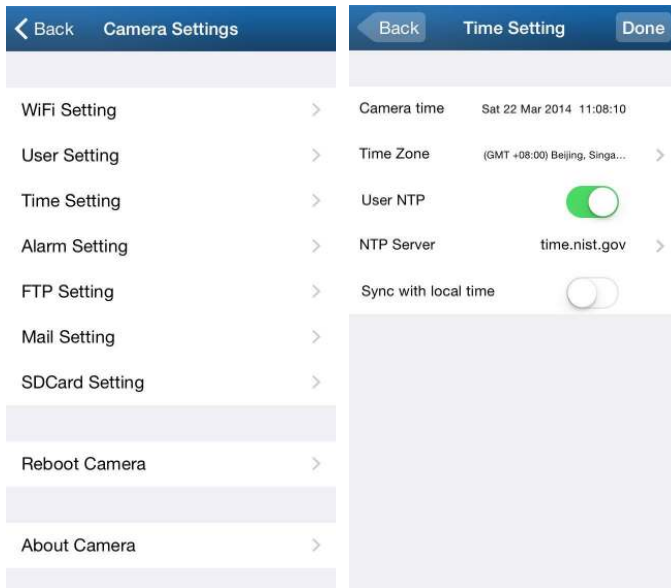 Back Camera Settings
WiFi Setting
User Setting
Time Setting
Alarm Setting
FTP Setting
Mail Setting
SDCard Setting
Reboot Camera
About Camera
Back Time Setting Done
Camera time Sat 22 Mar 2014 11:08:10
Time Zone (GMT +08:00) Beijing, Singa...
User NTP
NTP Server time.nist.gov
Sync with local time